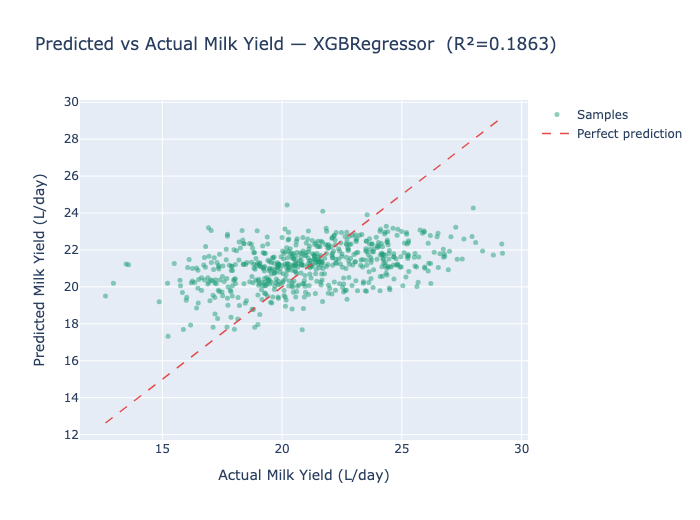 Predicted vs Actual Milk Yield — XGBRegressor  (R²=0.1863)
Samples
Perfect prediction
30
28
26
24
22
20
18
16
14
12
Predicted Milk Yield (L/day)
15
20
25
30
Actual Milk Yield (L/day)